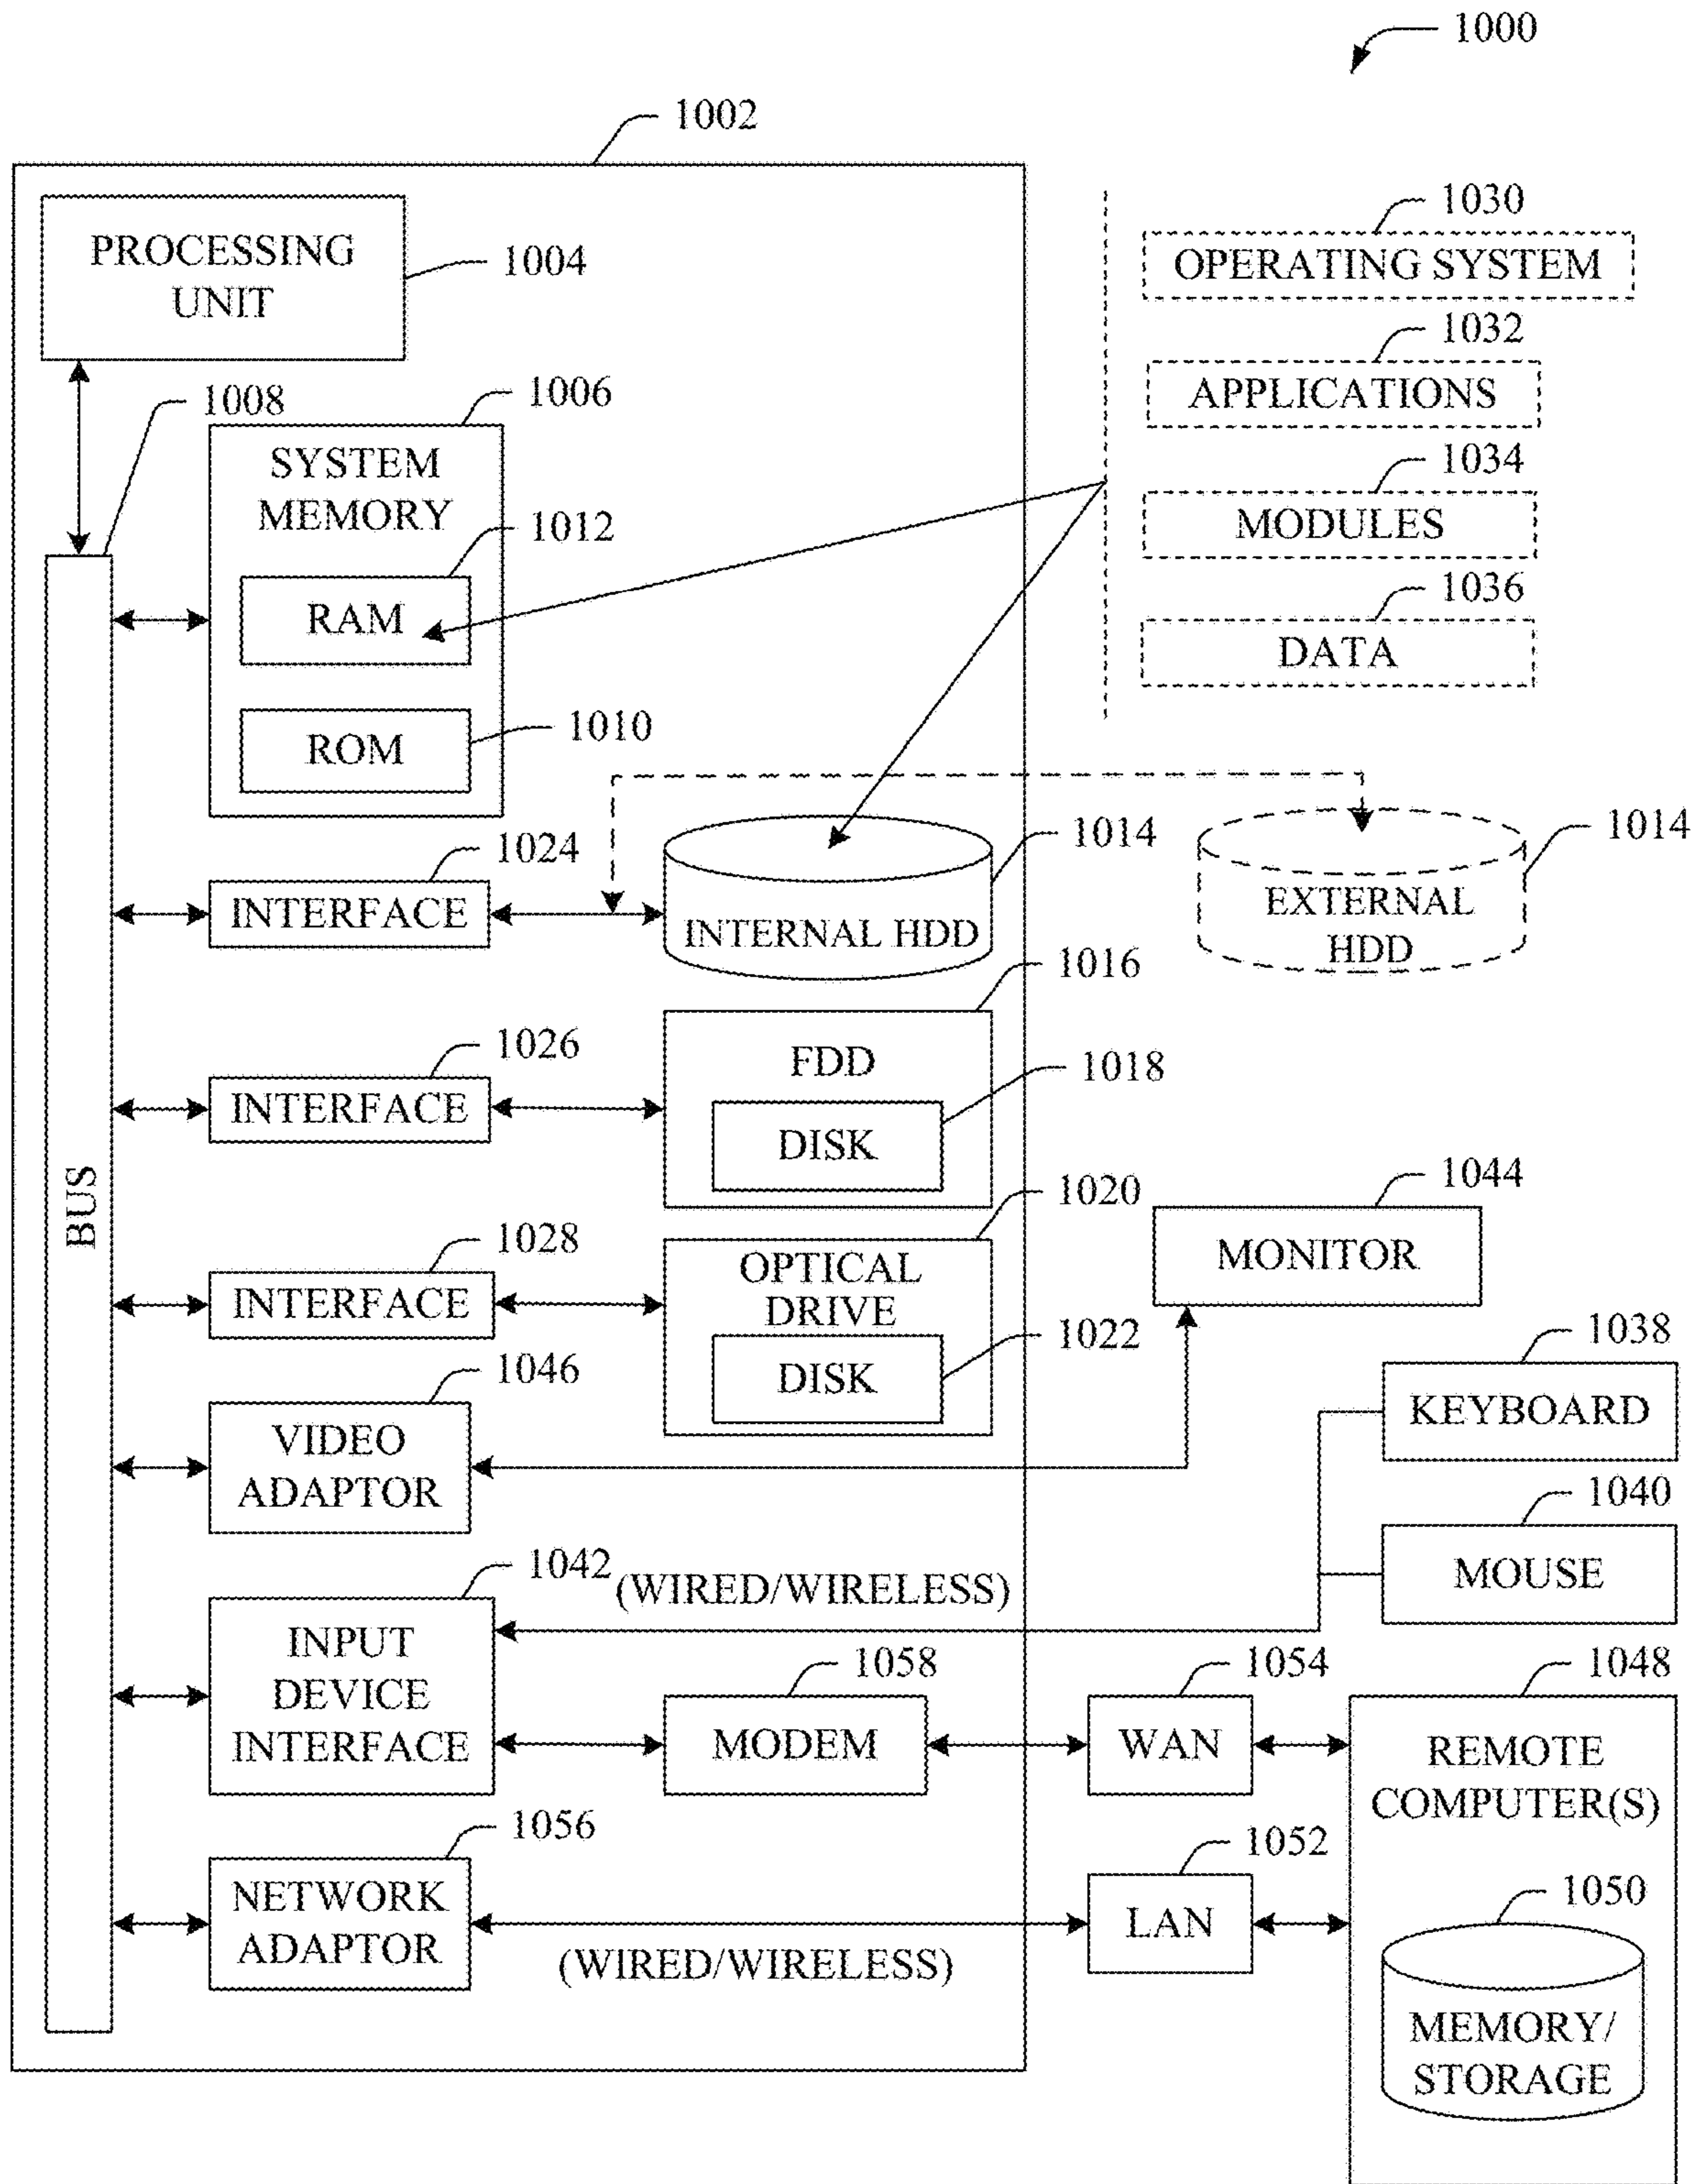 1000
1002
PROCESSING
UNIT
1004
1030
OPERATING SYSTEM
1032
APPLICATIONS
1034
MODULES
1036
DATA
1008
1006
SYSTEM
MEMORY
1012
RAM
1010
ROM
BUS
1024
INTERFACE
1014
INTERNAL HDD
1014
EXTERNAL
HDD
1026
INTERFACE
1016
FDD
1018
DISK
1028
INTERFACE
1020
OPTICAL
DRIVE
1022
DISK
1044
MONITOR
1046
VIDEO
ADAPTOR
1038
KEYBOARD
1040
MOUSE
1042
(WIRED/WIRELESS)
INPUT
DEVICE
INTERFACE
1058
MODEM
1054
WAN
1048
REMOTE
COMPUTER(S)
1056
NETWORK
ADAPTOR
(WIRED/WIRELESS)
1052
LAN
1050
MEMORY/
STORAGE